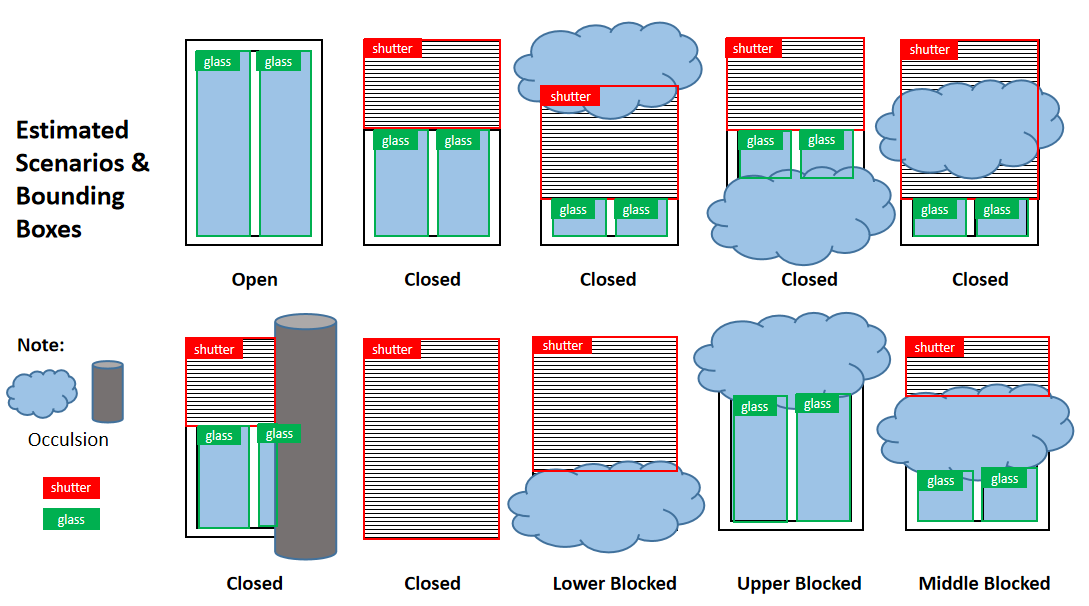 Estimated
Scenarios &
Bounding
Boxes
glass glass
Open
shutter
glass glass
Closed
shutter
glass glass
Closed
shutter
glass glass
Closed
shutter
glass glass
Closed
Note:
Occulsion
shutter
glass
shutter
glass glass
Closed
shutter
Closed
shutter
Lower Blocked
glass glass
Upper Blocked
shutter
glass glass
Middle Blocked